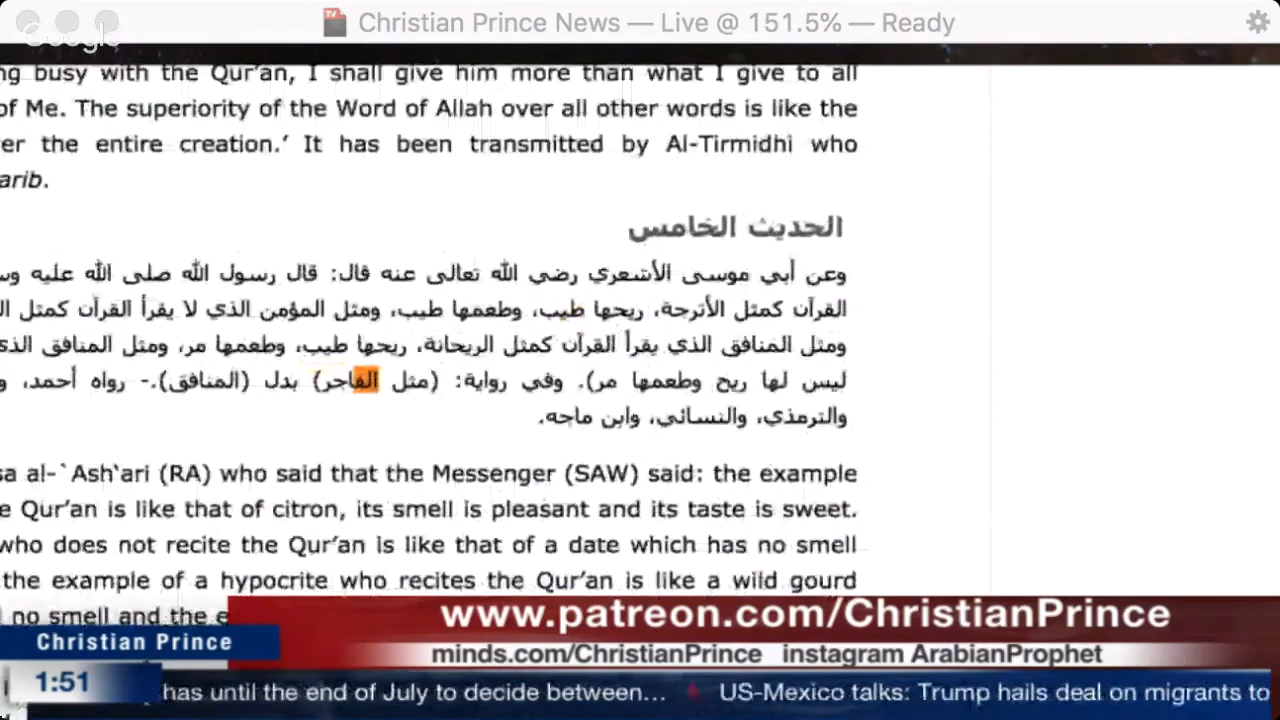 Christian Prince News — Live @ 151.5% — Ready
Google
ng busy with the Qur’an, I shall give him more than what I give to all
of Me. The superiority of the Word of Allah over all other words is like the
er the entire creation.’ It has been transmitted by Al-Tirmidhi who
arib.
الحديث الخامس
وعن أبي موسى الأشعري رضي الله تعالى عنه قال: قال رسول الله صلى الله عليه وس
القرآن كمثل الأترجة، ريحها طيب، وطعمها طيب، ومثل المؤمن الذي لا يقرأ القرآن كمثل ال
ومثل المنافق الذي يقرأ القرآن كمثل الريحانة، ريحها طيب، وطعمها مر، ومثل المنافق الذي
ليس لها ريح وطعمها مر). وفي رواية: (مثل الفاجر) بدل (المنافق).- رواه أحمد، و
والترمذي، والنسائي، وابن ماجه.
sa al-`Ash‘ari (RA) who said that the Messenger (SAW) said: the example
e Qur’an is like that of citron, its smell is pleasant and its taste is sweet.
who does not recite the Qur’an is like that of a date which has no smell
the example of a hypocrite who recites the Qur’an is like a wild gourd
no smell and the e
www.patreon.com/ChristianPrince
Christian Prince
minds.com/ChristianPrince instagram ArabianProphet
1:51
has until the end of July to decide between... US-Mexico talks: Trump hails deal on migrants to